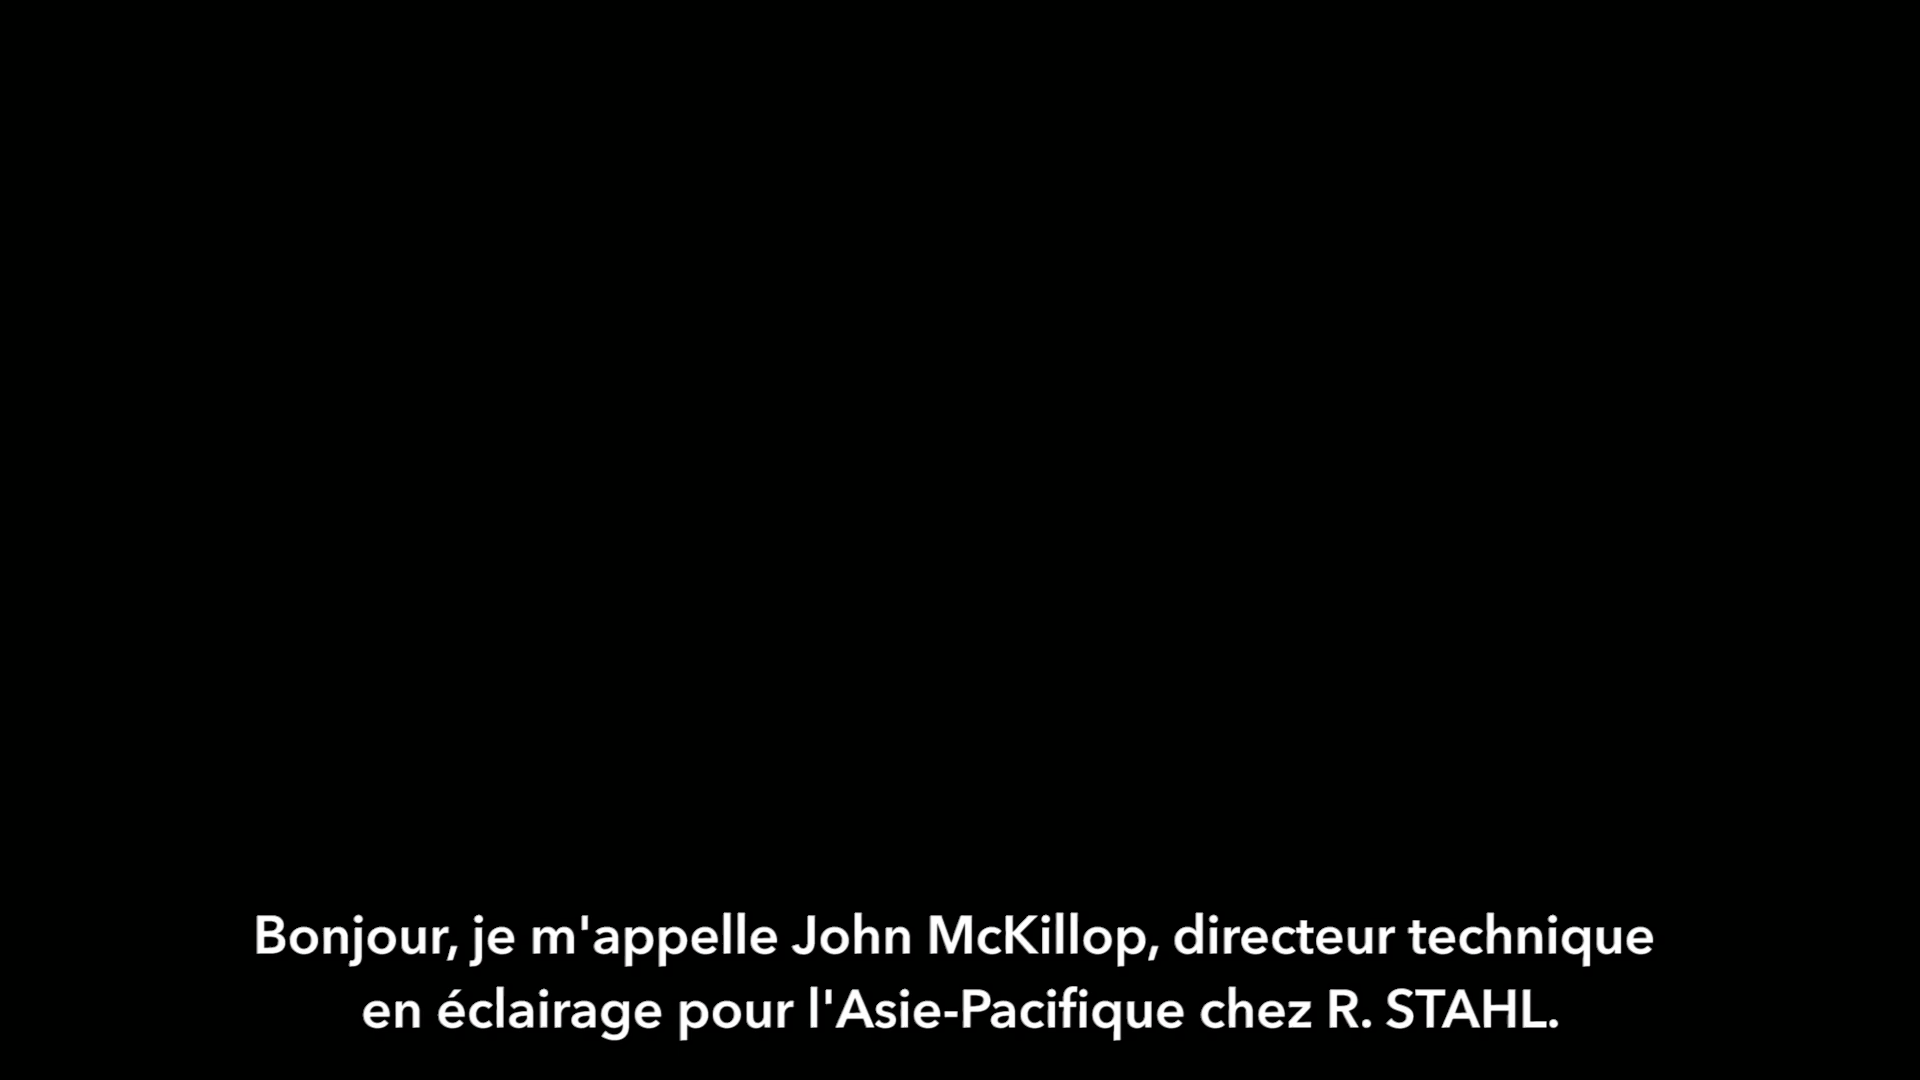 Bonjour, je m'appelle John McKillop, directeur technique
en éclairage pour l'Asie-Pacifique chez R. STAHL.